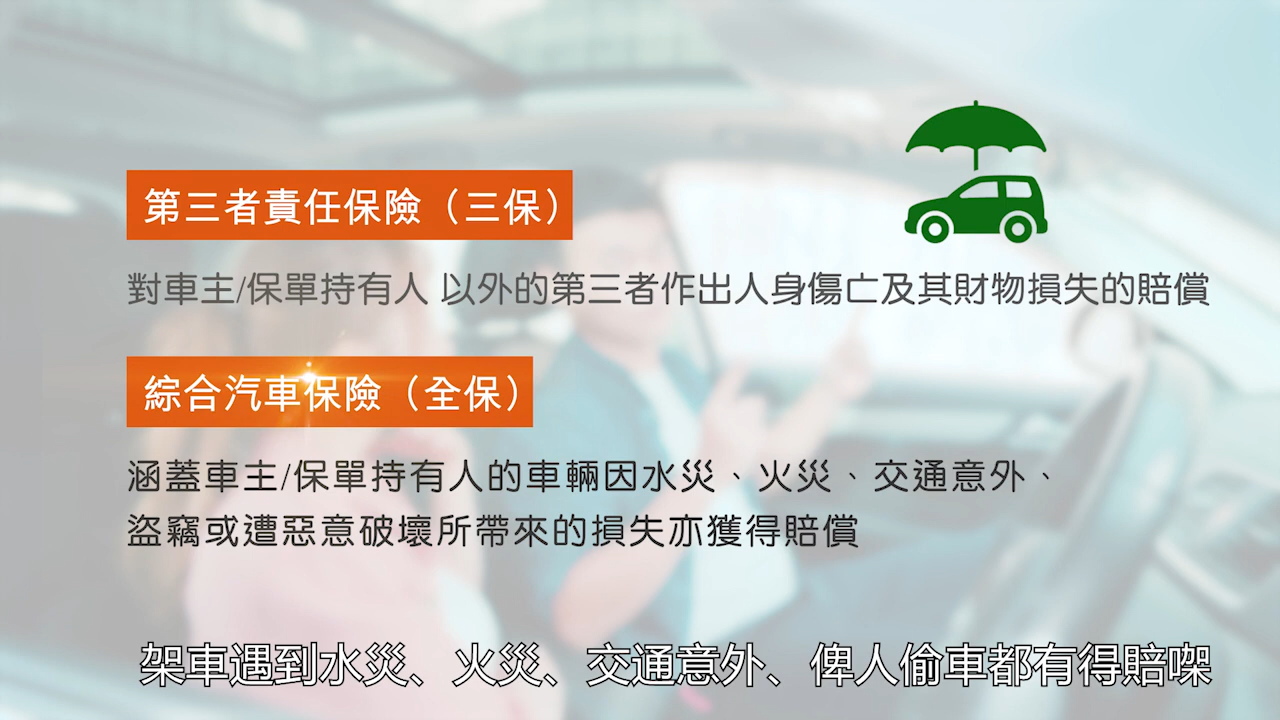 第三者責任保險（三保）
對車主/保單持有人 以外的第三者作出人身傷亡及其財物損失的賠償
綜合汽車保險（全保）
涵蓋車主/保單持有人的車輛因水災、火災、交通意外、
盜竊或遭惡意破壞所帶來的損失亦獲得賠償
架車遇到水災、火災、交通意外、俾人偷車都有得賠㗎